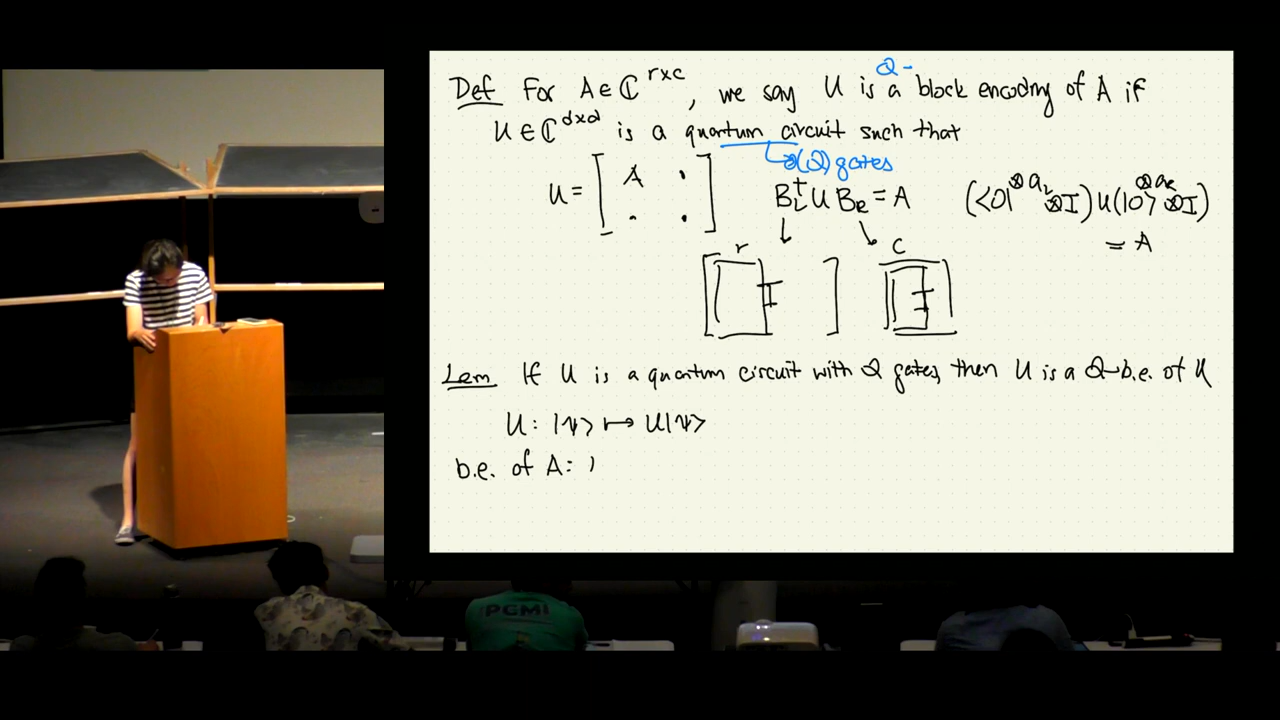 Q-
Def For A ∈ ℂ^{r×c}, we say U is a block encoding of A if
U ∈ ℂ^{d×d} is a quantum circuit such that
O(Q) gates
U = [ A · · · ] B_L^† U B_R = A (<0|^{⊗a_L} ⊗ I) U (|0>^{⊗a_R} ⊗ I)
= A
r c
I I
Lem If U is a quantum circuit with Q gates, then U is a Q-b.e. of U
U: |ψ> ↦ U|ψ>
b.e. of A:
PGMI